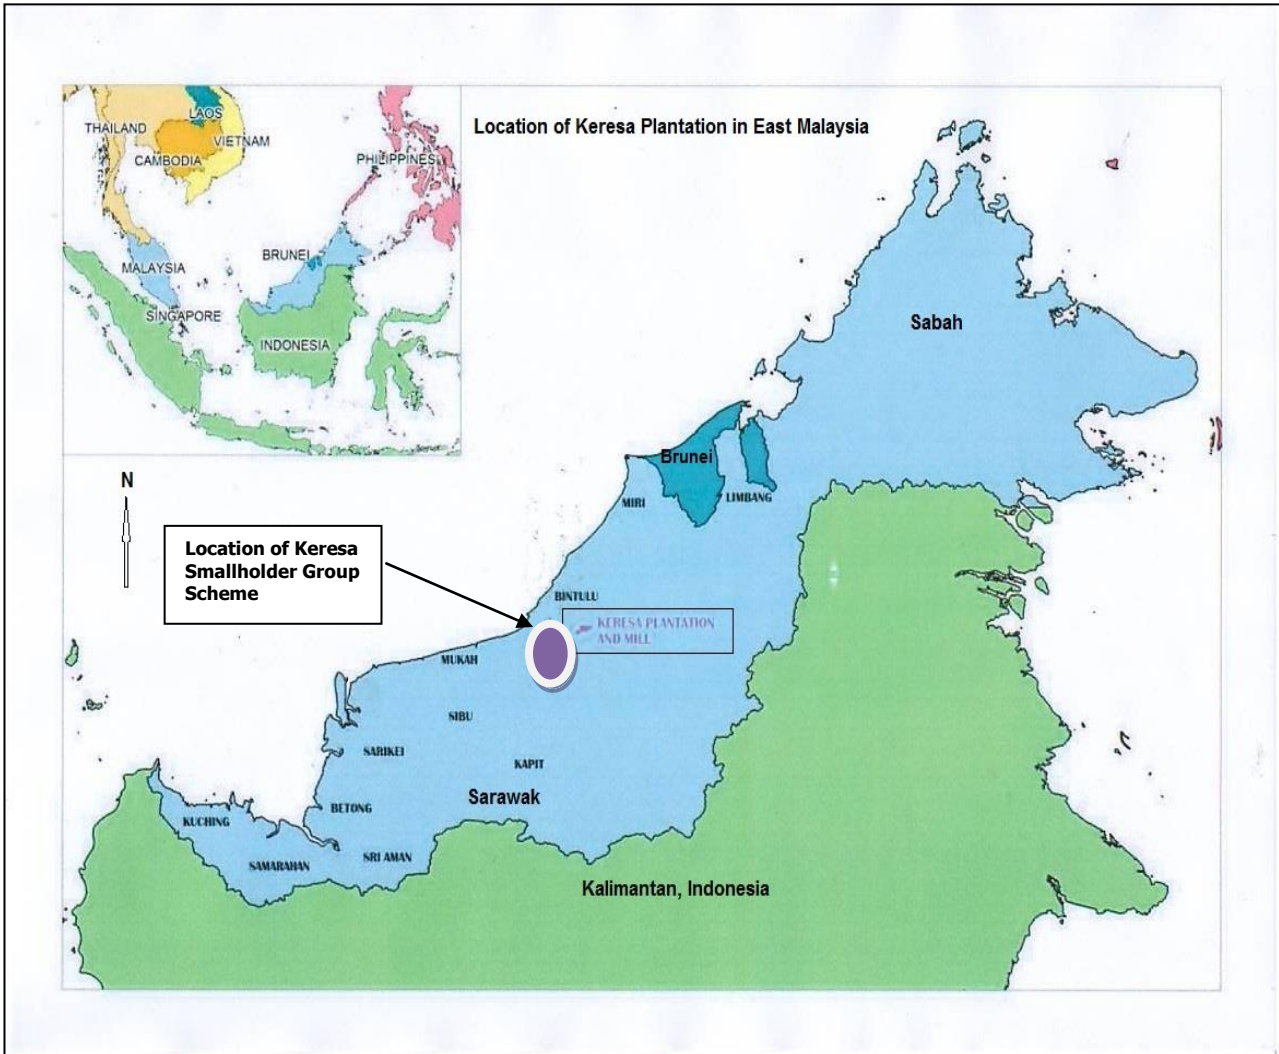 LAOS
THAILAND
VIETNAM
CAMBODIA
PHILIPPINES
BRUNEI
MALAYSIA
SINGAPORE
INDONESIA
Location of Keresa Plantation in East Malaysia
Sabah
Brunei
MIRI
LIMBANG
N
Location of Keresa
Smallholder Group
Scheme
BINTULU
KERESA PLANTATION
AND MILL
MUKAH
SIBU
SARIKEI
KAPIT
Sarawak
BETONG
KUCHING
SAMARAHAN
SRI AMAN
Kalimantan, Indonesia